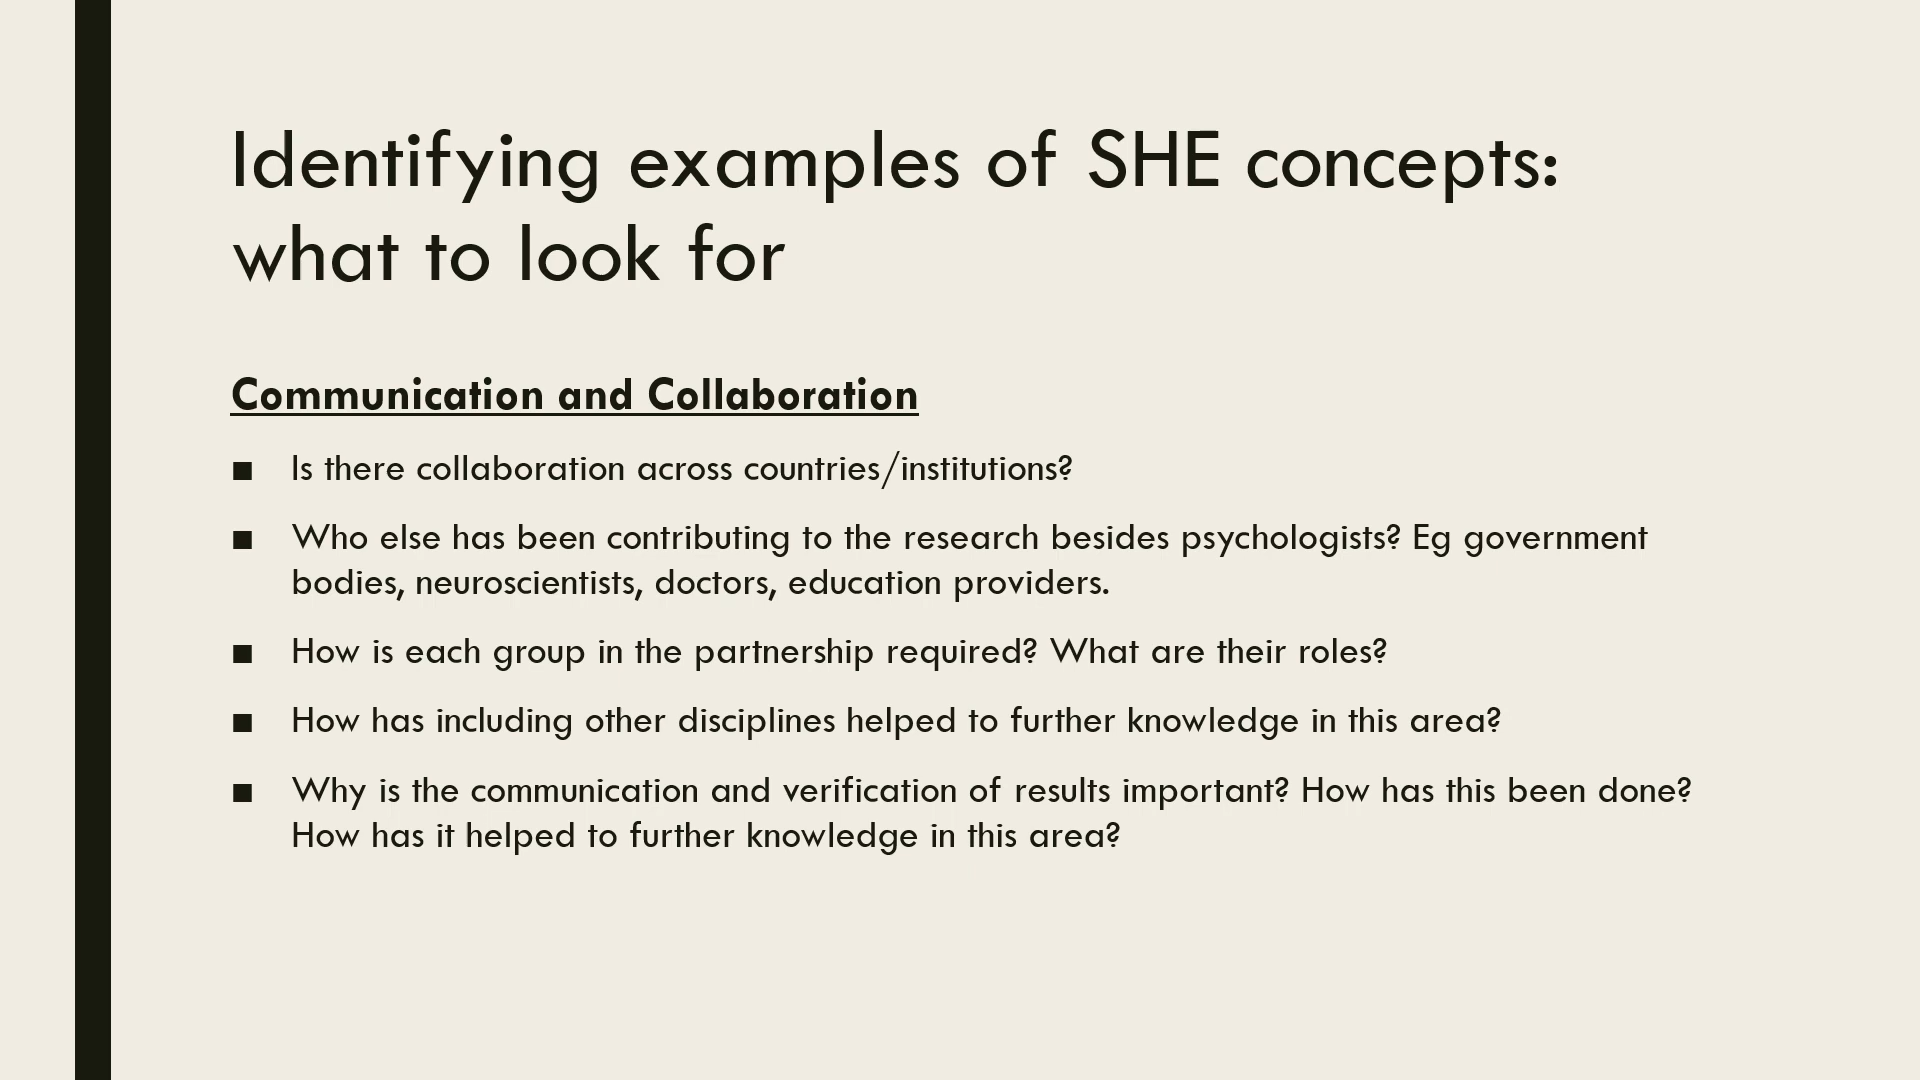 Identifying examples of SHE concepts:
what to look for
Communication and Collaboration
■ Is there collaboration across countries/institutions?
■ Who else has been contributing to the research besides psychologists? Eg government
bodies, neuroscientists, doctors, education providers.
■ How is each group in the partnership required? What are their roles?
■ How has including other disciplines helped to further knowledge in this area?
■ Why is the communication and verification of results important? How has this been done?
How has it helped to further knowledge in this area?